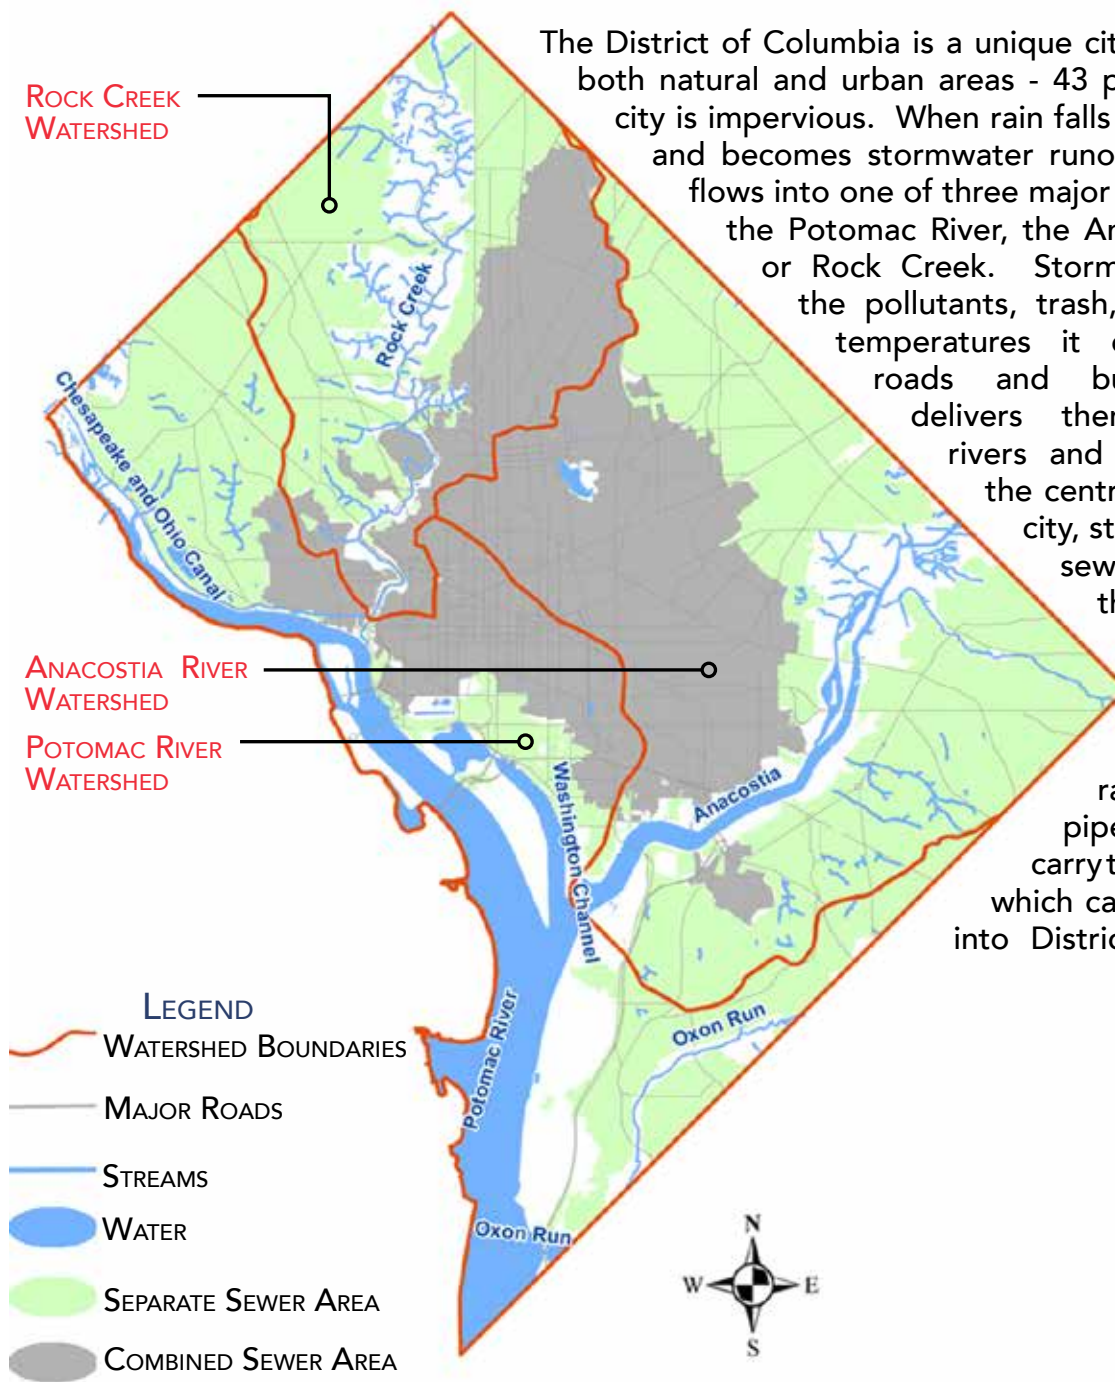 The District of Columbia is a unique cit
both natural and urban areas - 43 p
city is impervious. When rain falls
and becomes stormwater runo
flows into one of three major
the Potomac River, the An
or Rock Creek. Storm
the pollutants, trash,
temperatures it
roads and bu
delivers
rivers and
the centr
city, st
sew
th
ra
pipe
carry t
which ca
into Distric
ROCK CREEK
WATERSHED
Rock Creek
Chesapeake and Ohio Canal
ANACOSTIA RIVER
WATERSHED
POTOMAC RIVER
WATERSHED
Washington Channel
Anacostia
Potomac River
Oxon Run
Oxon Run
LEGEND
WATERSHED BOUNDARIES
MAJOR ROADS
STREAMS
WATER
SEPARATE SEWER AREA
COMBINED SEWER AREA
N
W E
S